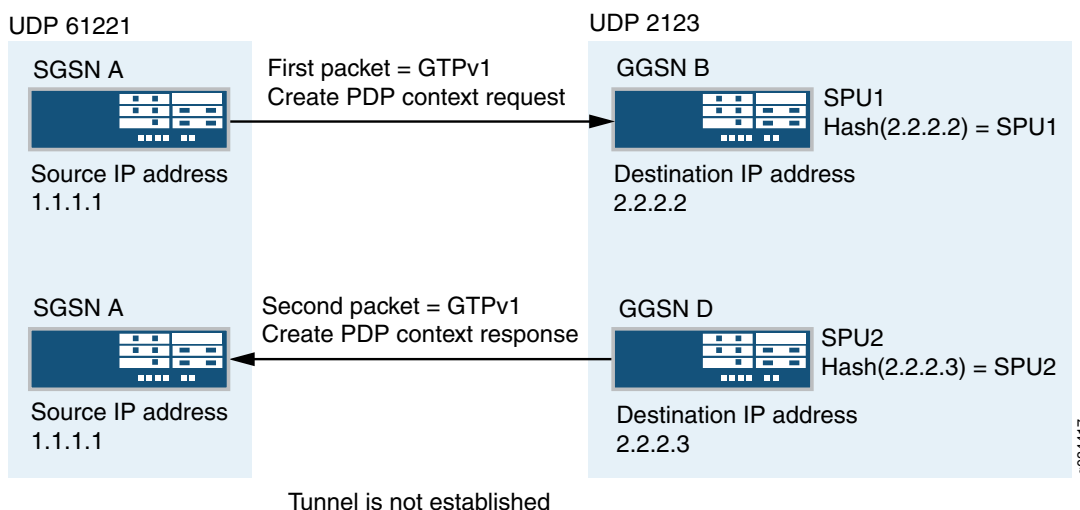 UDP 61221
UDP 2123
SGSN A
First packet = GTPv1
Create PDP context request
GGSN B
SPU1
Hash(2.2.2.2) = SPU1
Source IP address
1.1.1.1
Destination IP address
2.2.2.2
SGSN A
Second packet = GTPv1
Create PDP context response
GGSN D
SPU2
Hash(2.2.2.3) = SPU2
Source IP address
1.1.1.1
Destination IP address
2.2.2.3
Tunnel is not established